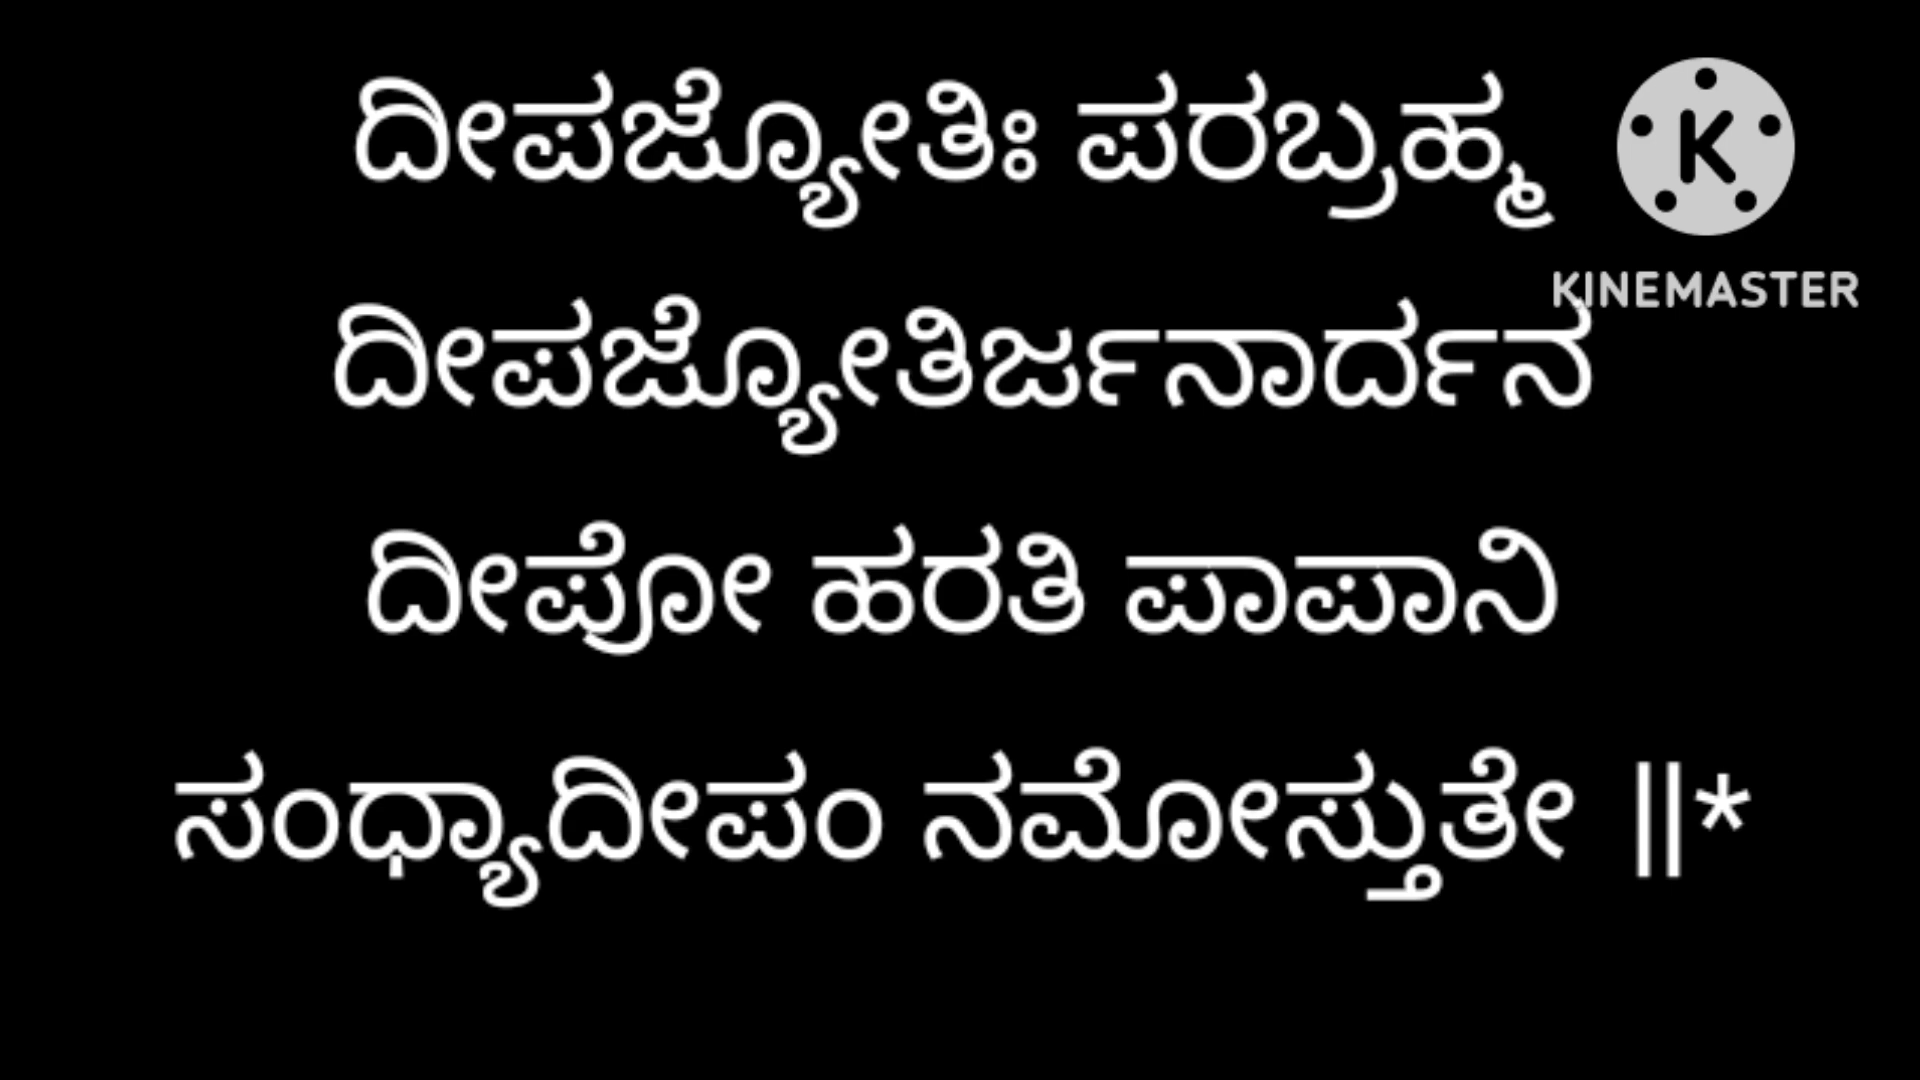 ದೀಪಜ್ಯೋತಿಃ ಪರಬ್ರಹ್ಮ
KINEMASTER
ದೀಪಜ್ಯೋತಿರ್ಜನಾರ್ದನ
ದೀಪೋ ಹರತಿ ಪಾಪಾನಿ
ಸಂಧ್ಯಾದೀಪಂ ನಮೋಸ್ತುತೇ ||*